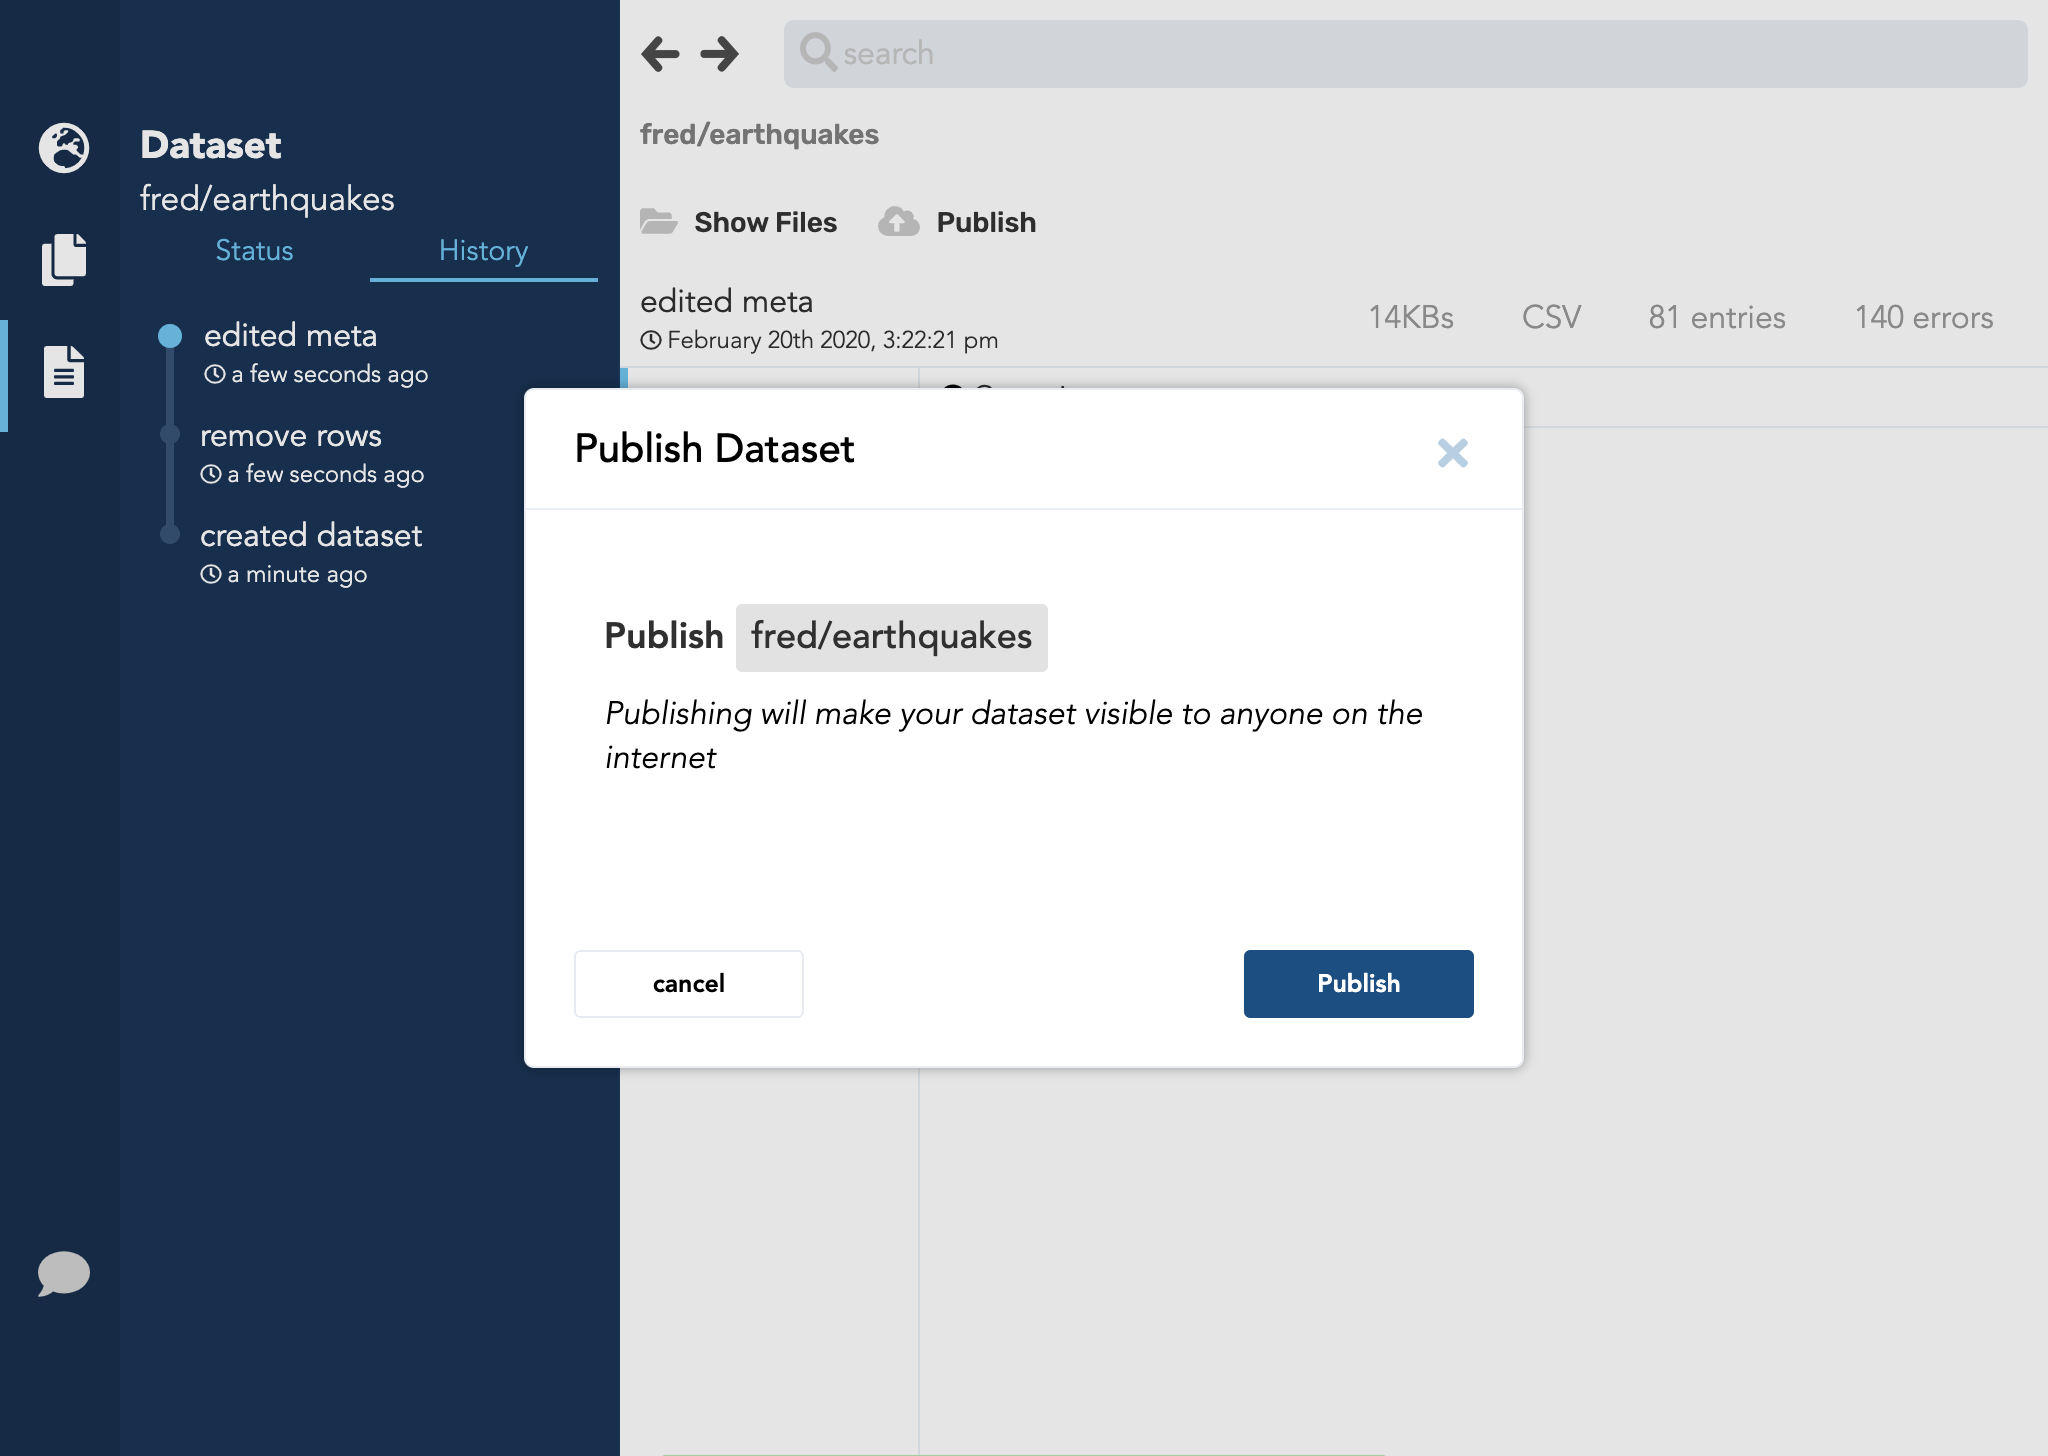 Dataset
fred/earthquakes
Status
History
edited meta
a few seconds ago
remove rows
a few seconds ago
created dataset
a minute ago
search
fred/earthquakes
Show Files
Publish
edited meta
February 20th 2020, 3:22:21 pm
14KBs
CSV
81 entries
140 errors
Publish Dataset
Publish fred/earthquakes
Publishing will make your dataset visible to anyone on the
internet
cancel
Publish